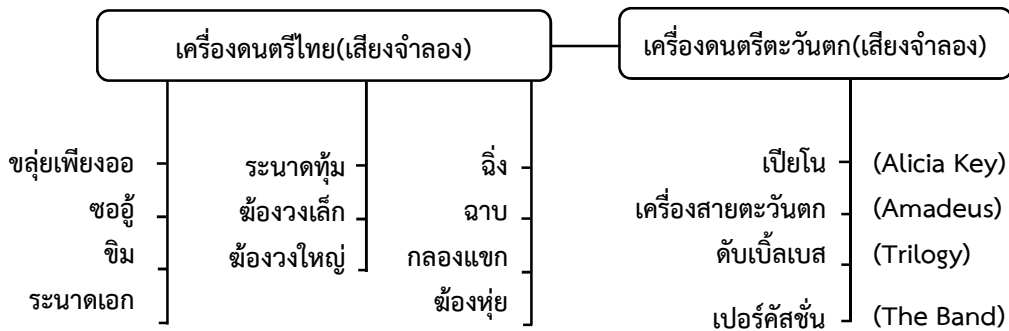 เครื่องดนตรีไทย(เสียงจำลอง)
เครื่องดนตรีตะวันตก(เสียงจำลอง)
ขลุ่ยเพียงออ
ซออู้
ขิม
ระนาดเอก
ระนาดทุ้ม
ฆ้องวงเล็ก
ฆ้องวงใหญ่
ฉิ่ง
ฉาบ
กลองแขก
ฆ้องหุ่ย
เปียโน (Alicia Key)
เครื่องสายตะวันตก (Amadeus)
ดับเบิ้ลเบส (Trilogy)
เปอร์คัสชั่น (The Band)